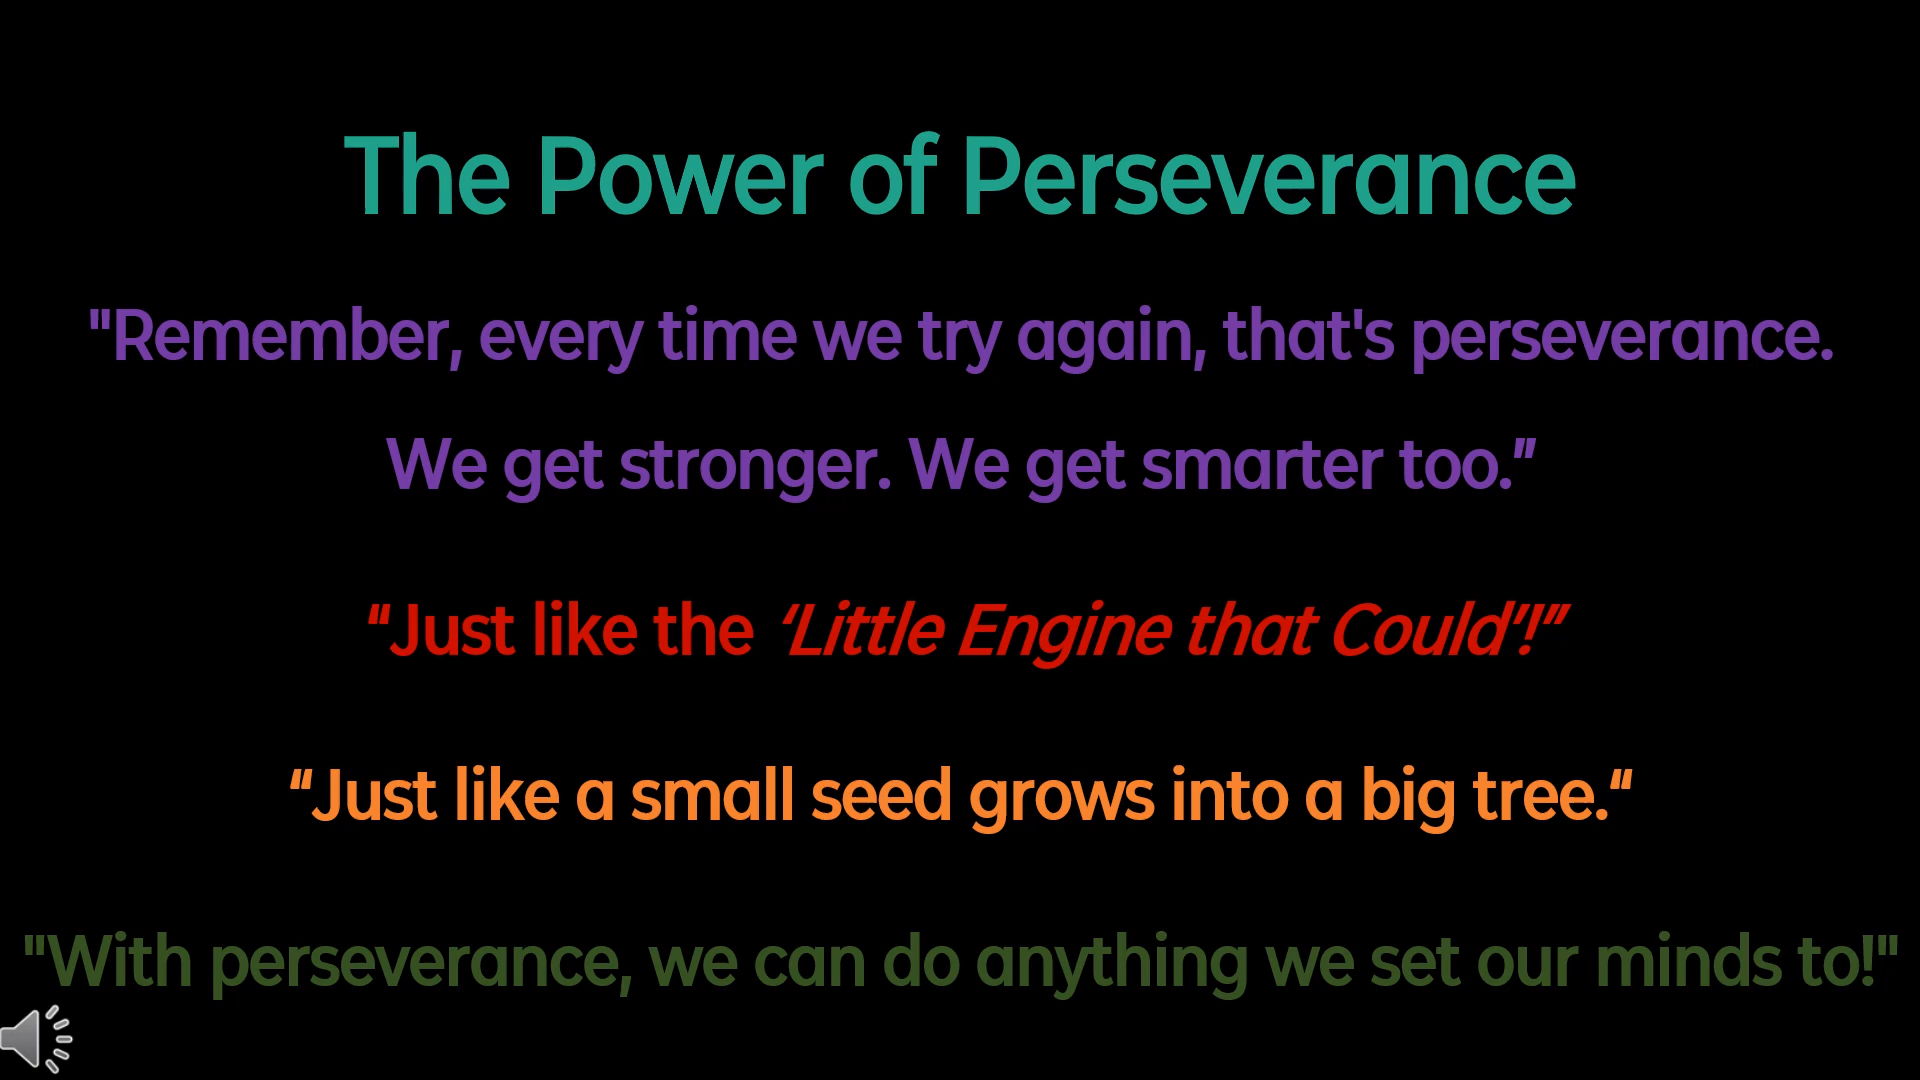 The Power of Perseverance
"Remember, every time we try again, that's perseverance.
We get stronger. We get smarter too.”
“Just like the ‘Little Engine that Could’!”
“Just like a small seed grows into a big tree.“
"With perseverance, we can do anything we set our minds to!"